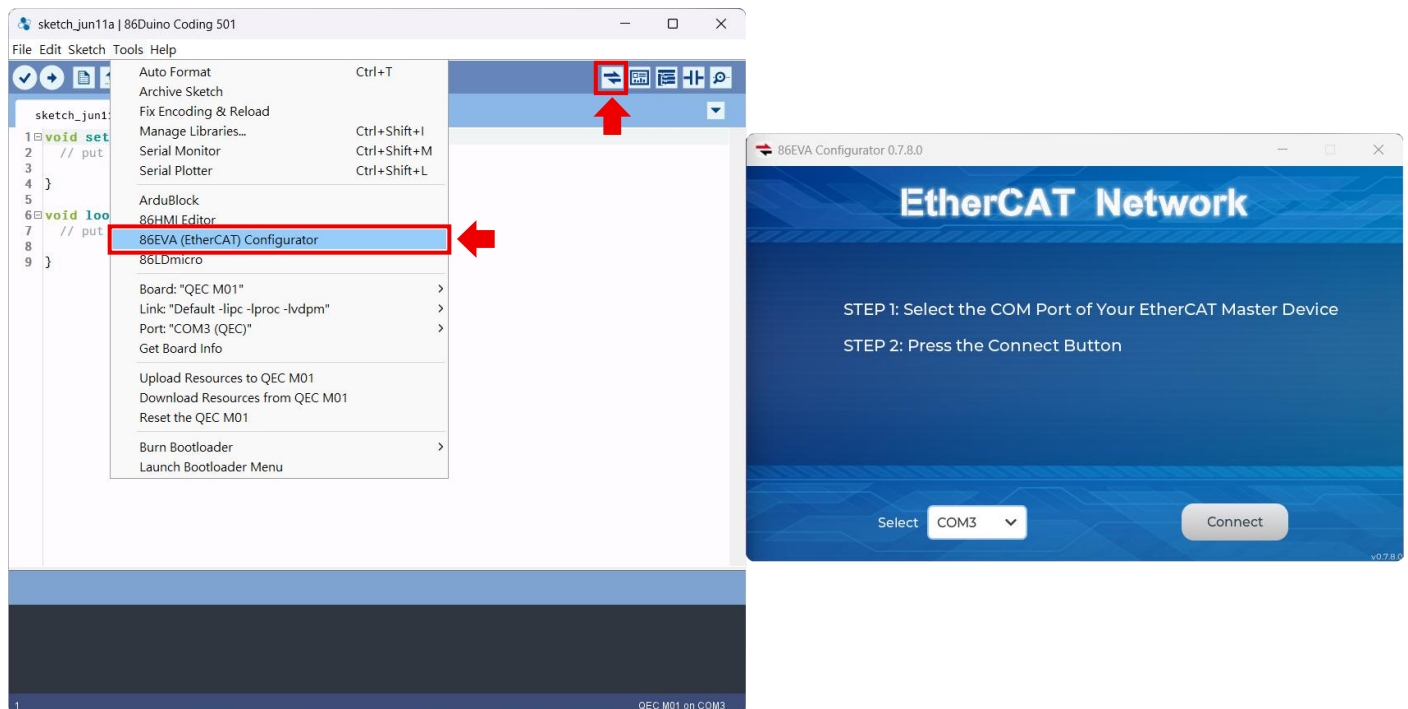 sketch_jun11a | 86Duino Coding 501
File Edit Sketch Tools Help
sketch_jun1
1 void set
2 // put
3
4 }
5
6 void loo
7 // put
8
9 }
Auto Format Ctrl+T
Archive Sketch
Fix Encoding & Reload
Manage Libraries... Ctrl+Shift+I
Serial Monitor Ctrl+Shift+M
Serial Plotter Ctrl+Shift+L
ArduBlock
86HMI Editor
86EVA (EtherCAT) Configurator
86LDmicro
Board: "QEC M01"
Link: "Default -lipc -lproc -lvdpm"
Port: "COM3 (QEC)"
Get Board Info
Upload Resources to QEC M01
Download Resources from QEC M01
Reset the QEC M01
Burn Bootloader
Launch Bootloader Menu
1 QEC M01 on COM3
86EVA Configurator 0.7.8.0
EtherCAT Network
STEP 1: Select the COM Port of Your EtherCAT Master Device
STEP 2: Press the Connect Button
Select COM3 Connect
v0.7.8.0